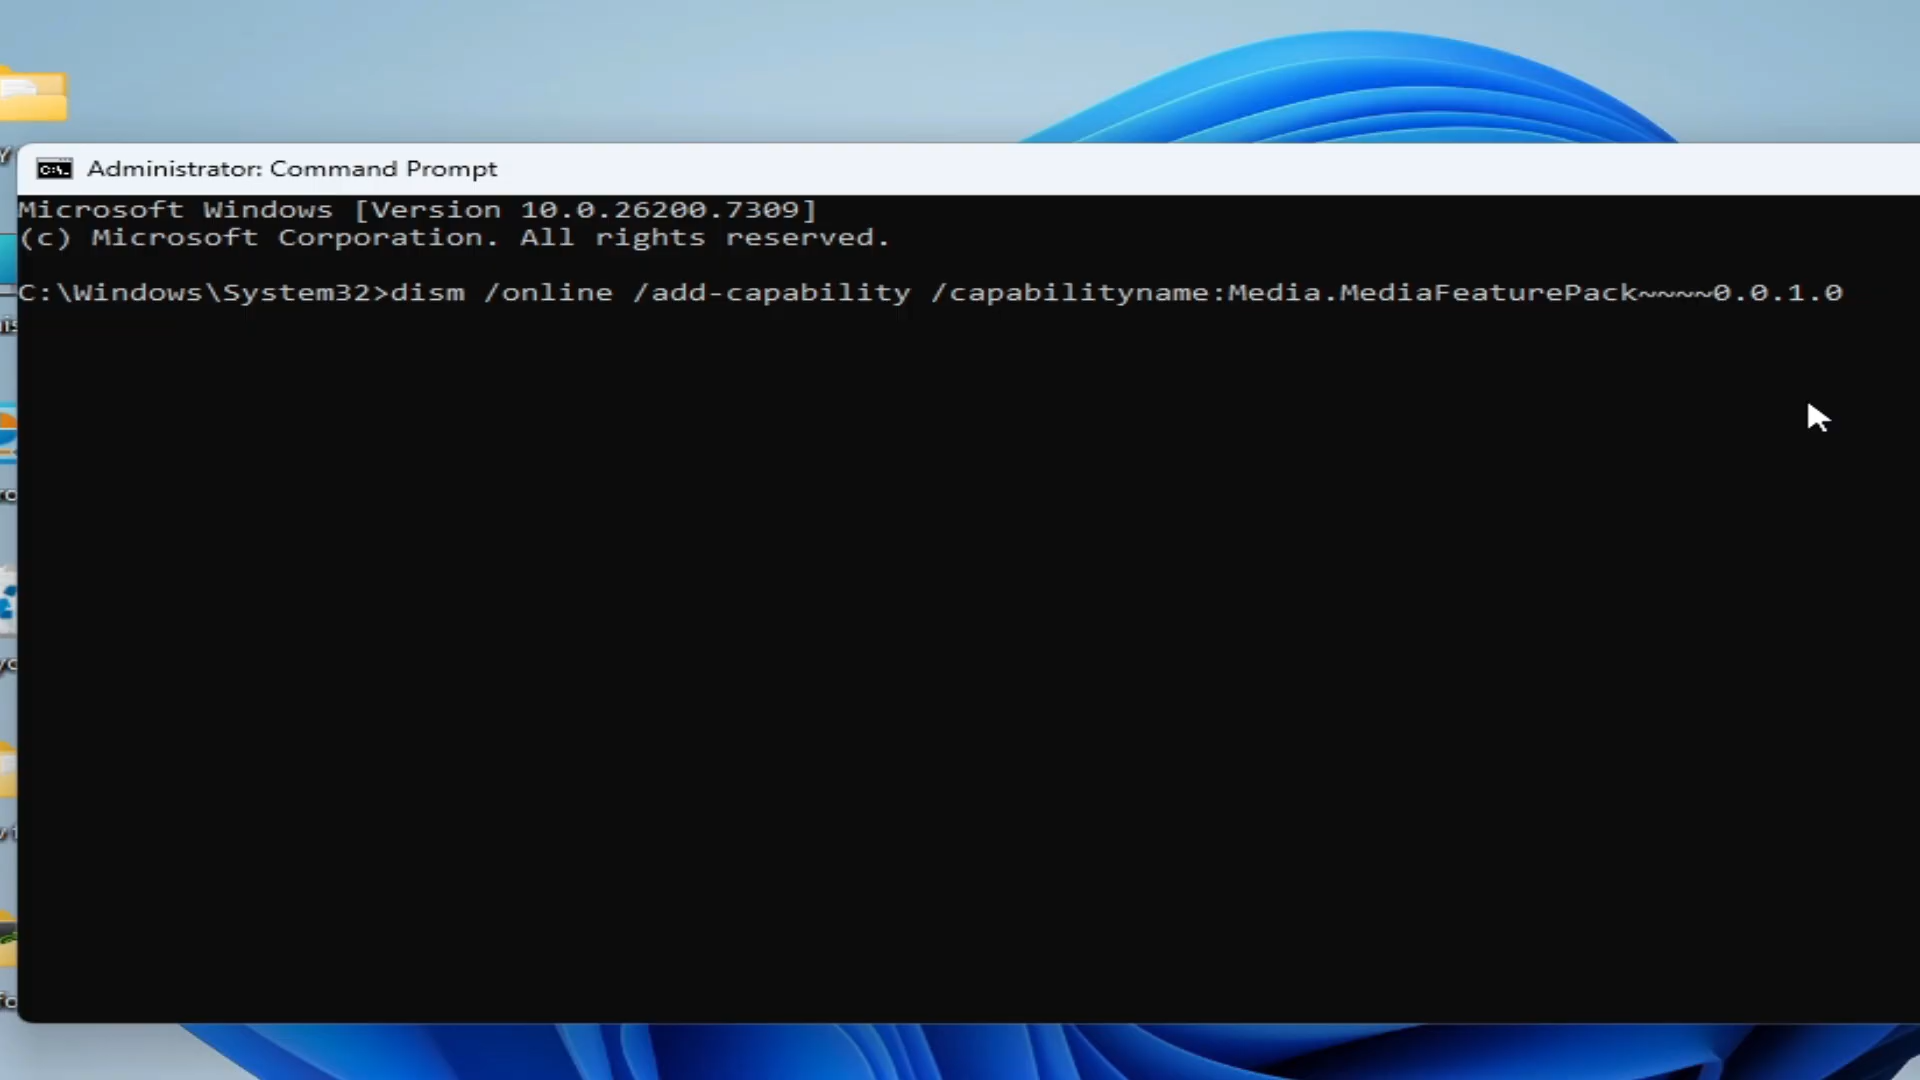 Administrator: Command Prompt
Microsoft Windows [Version 10.0.26200.7309]
(c) Microsoft Corporation. All rights reserved.
C:\Windows\System32>dism /online /add-capability /capabilityname:Media.MediaFeaturePack~~~~0.0.1.0